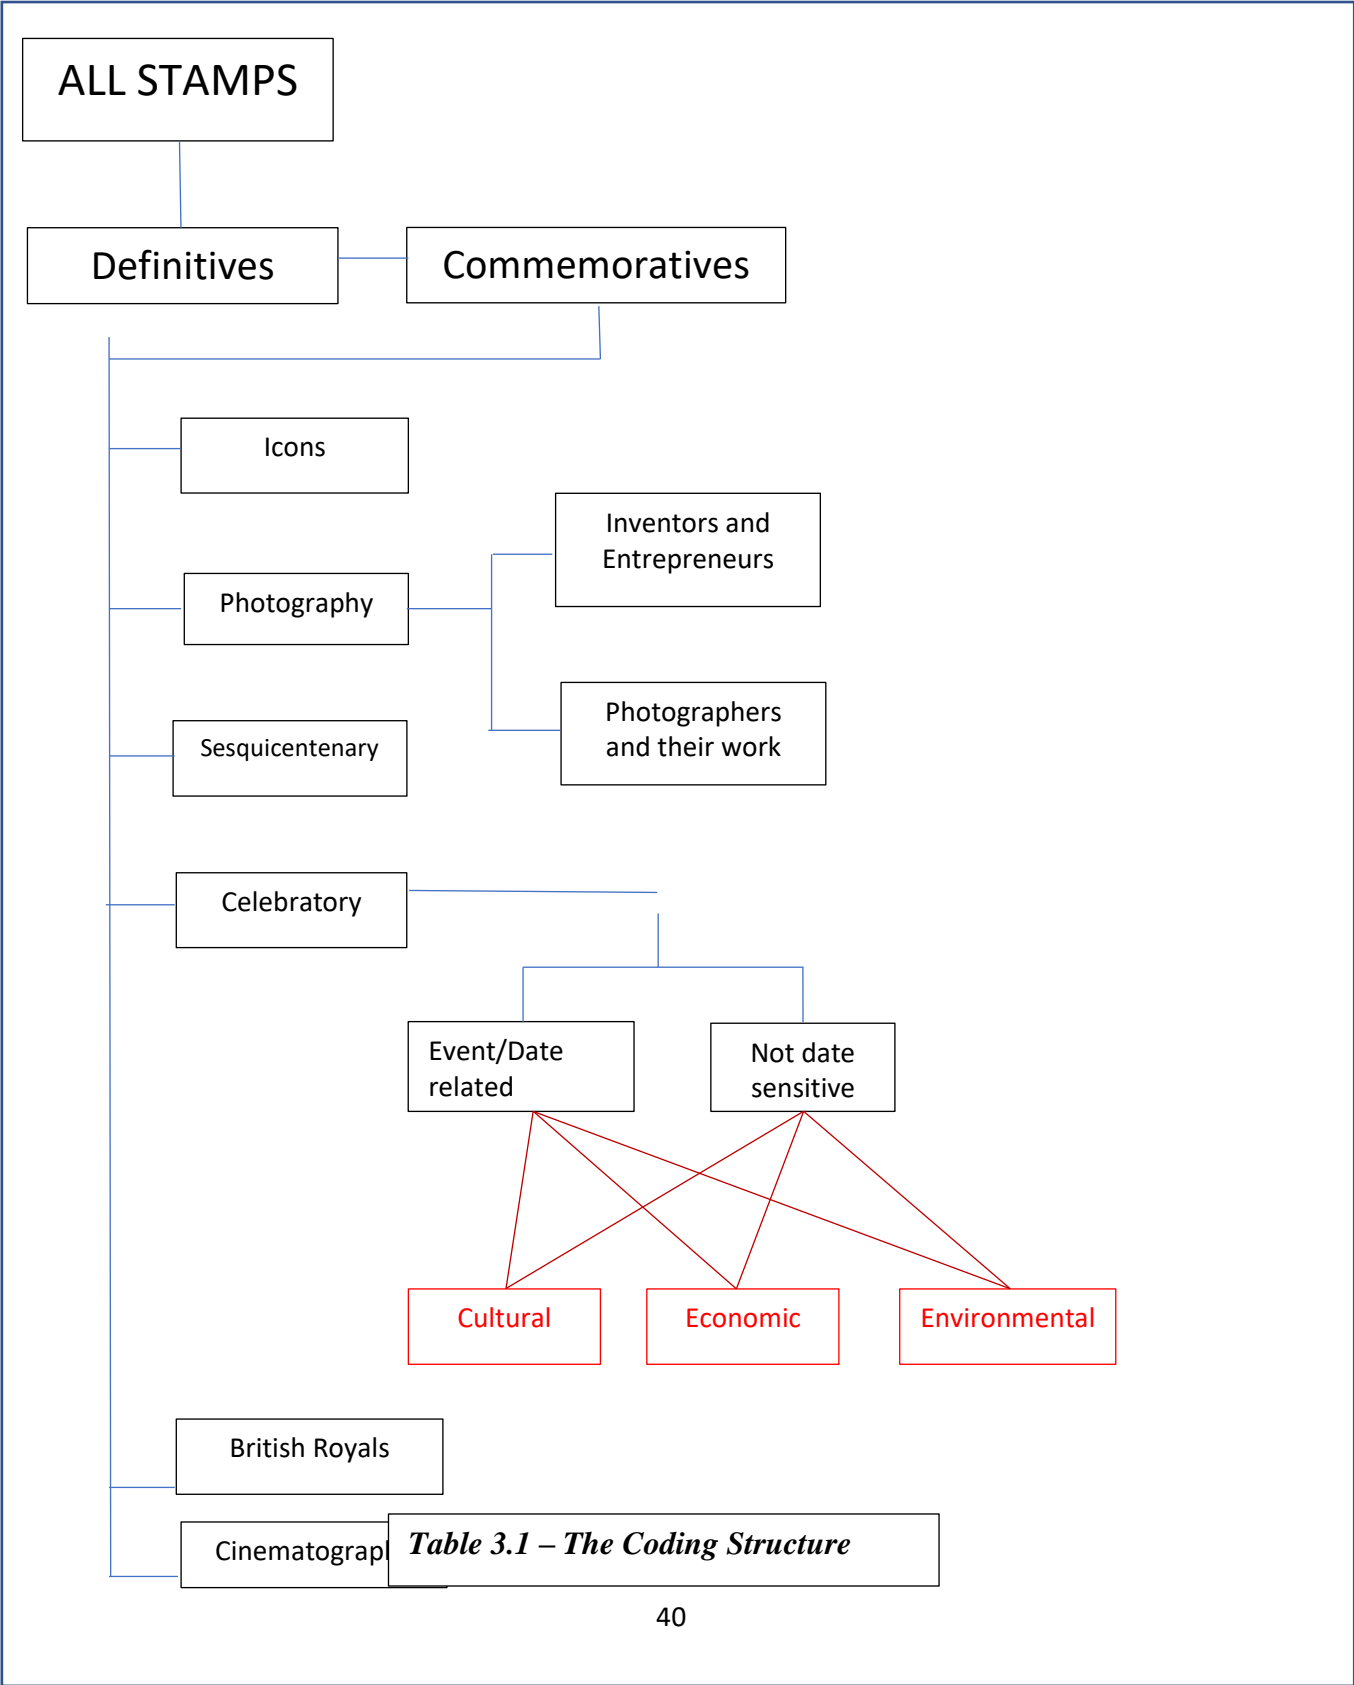 ALL STAMPS
Definitives
Commemoratives
Icons
Inventors and
Entrepreneurs
Photography
Photographers
and their work
Sesquicentenary
Celebratory
Event/Date
related
Not date
sensitive
Cultural
Economic
Environmental
British Royals
Cinematograph
Table 3.1 – The Coding Structure
40